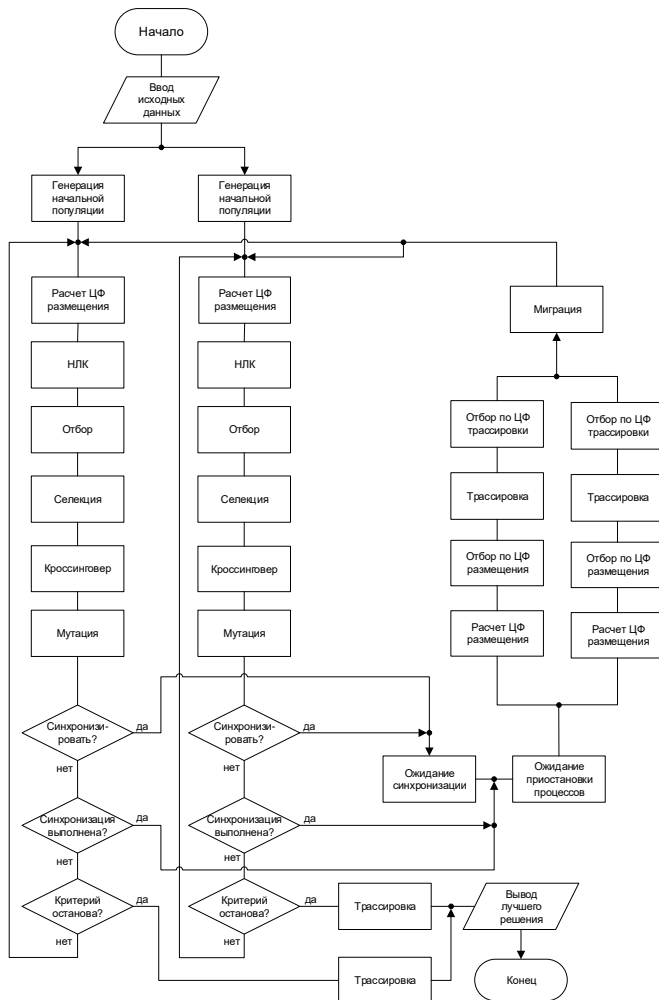 Начало
Ввод
исходных
данных
Генерация
начальной
популяции
Генерация
начальной
популяции
Расчет ЦФ
размещения
Расчет ЦФ
размещения
Миграция
НЛК
НЛК
Отбор
Отбор
Отбор по ЦФ
трассировки
Отбор по ЦФ
трассировки
Селекция
Селекция
Трассировка
Трассировка
Кроссинговер
Кроссинговер
Отбор по ЦФ
размещения
Отбор по ЦФ
размещения
Мутация
Мутация
Расчет ЦФ
размещения
Расчет ЦФ
размещения
Синхронизи-
ровать?
да
Синхронизи-
ровать?
да
нет
нет
Ожидание
синхронизации
Ожидание
приостановки
процессов
Синхронизация
выполнена?
да
Синхронизация
выполнена?
да
нет
нет
Критерий
останова?
да
Критерий
останова?
да
Трассировка
Вывод
лучшего
решения
нет
нет
Трассировка
Конец